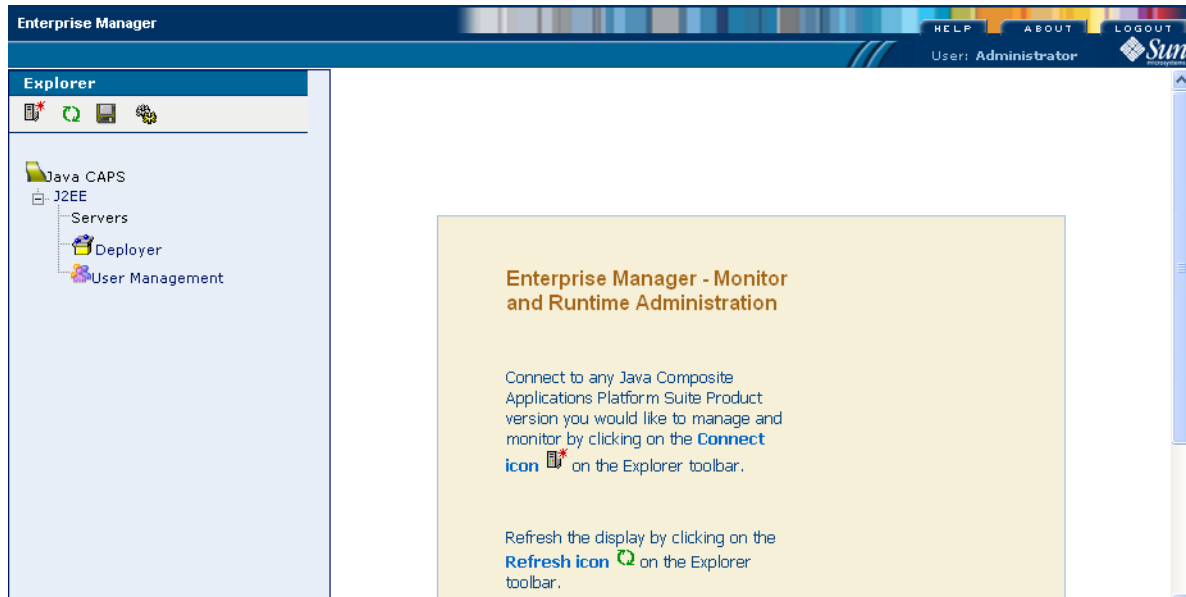 Enterprise Manager
HELP
ABOUT
LOGOUT
User: Administrator
Sun
microsystems
Explorer
Java CAPS
J2EE
Servers
Deployer
User Management
Enterprise Manager - Monitor
and Runtime Administration
Connect to any Java Composite
Applications Platform Suite Product
version you would like to manage and
monitor by clicking on the Connect
icon on the Explorer toolbar.
Refresh the display by clicking on the
Refresh icon on the Explorer
toolbar.